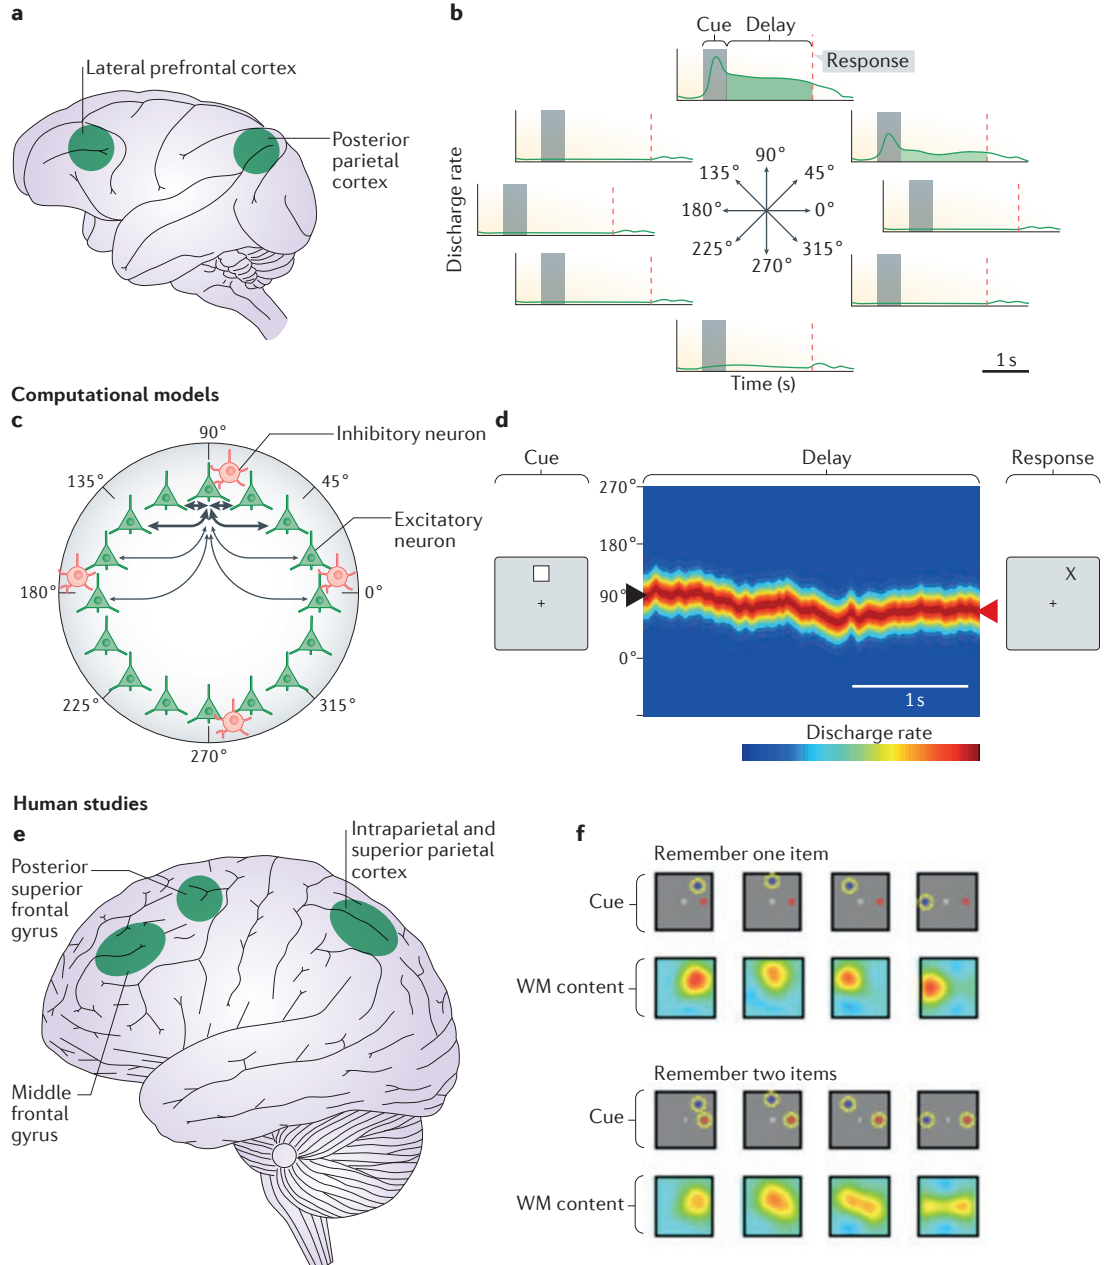 a
Lateral prefrontal cortex
Posterior
parietal
cortex
b
Cue
Delay
Response
Discharge rate
90°
135°
45°
180°
0°
225°
315°
270°
Time (s)
1 s
Computational models
c
90°
Inhibitory neuron
135°
45°
Excitatory
neuron
180°
0°
225°
315°
270°
d
Cue
Delay
Response
270°
180°
90°
0°
+
X
+
1 s
Discharge rate
Human studies
e
Posterior
superior
frontal
gyrus
Intraparietal and
superior parietal
cortex
Middle
frontal
gyrus
f
Remember one item
Cue
WM content
Remember two items
Cue
WM content